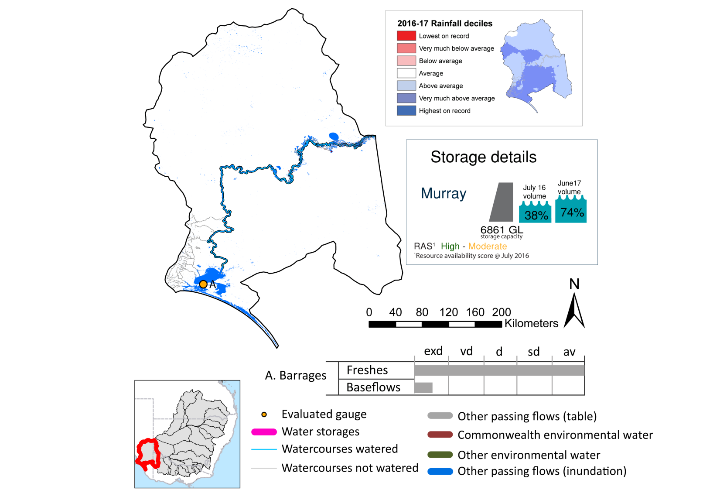 2016-17 Rainfall deciles
Lowest on record
Very much below average
Below average
Average
Above average
Very much above average
Highest on record
Storage details
Murray
July 16
volume
June17
volume
38%
74%
6861 GL
storage capacity
RAS¹ High - Moderate
¹Resource availability score @ July 2016
A
N
0 40 80 120 160 200
Kilometers
exd vd d sd av
A. Barrages
Freshes
Baseflows
Evaluated gauge
Water storages
Watercourses watered
Watercourses not watered
Other passing flows (table)
Commonwealth environmental water
Other environmental water
Other passing flows (inundation)